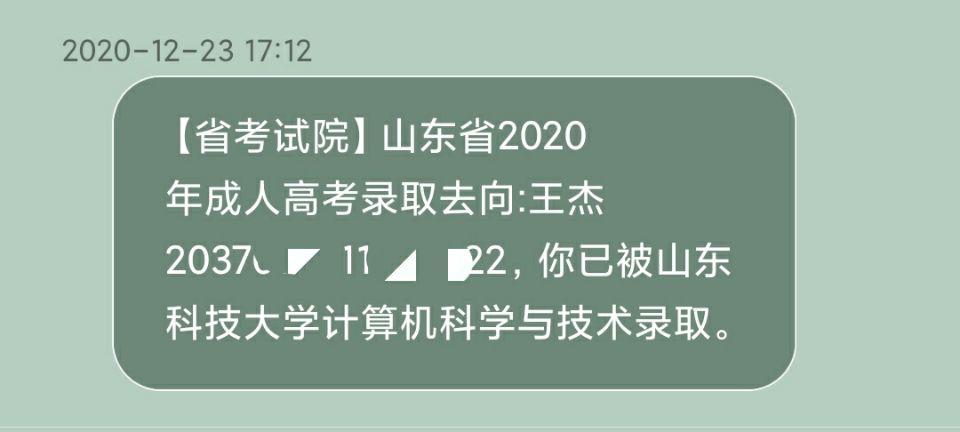 2020-12-23 17:12
【省考试院】山东省2020
年成人高考录取去向:王杰
2037 11 22，你已被山东
科技大学计算机科学与技术录取。